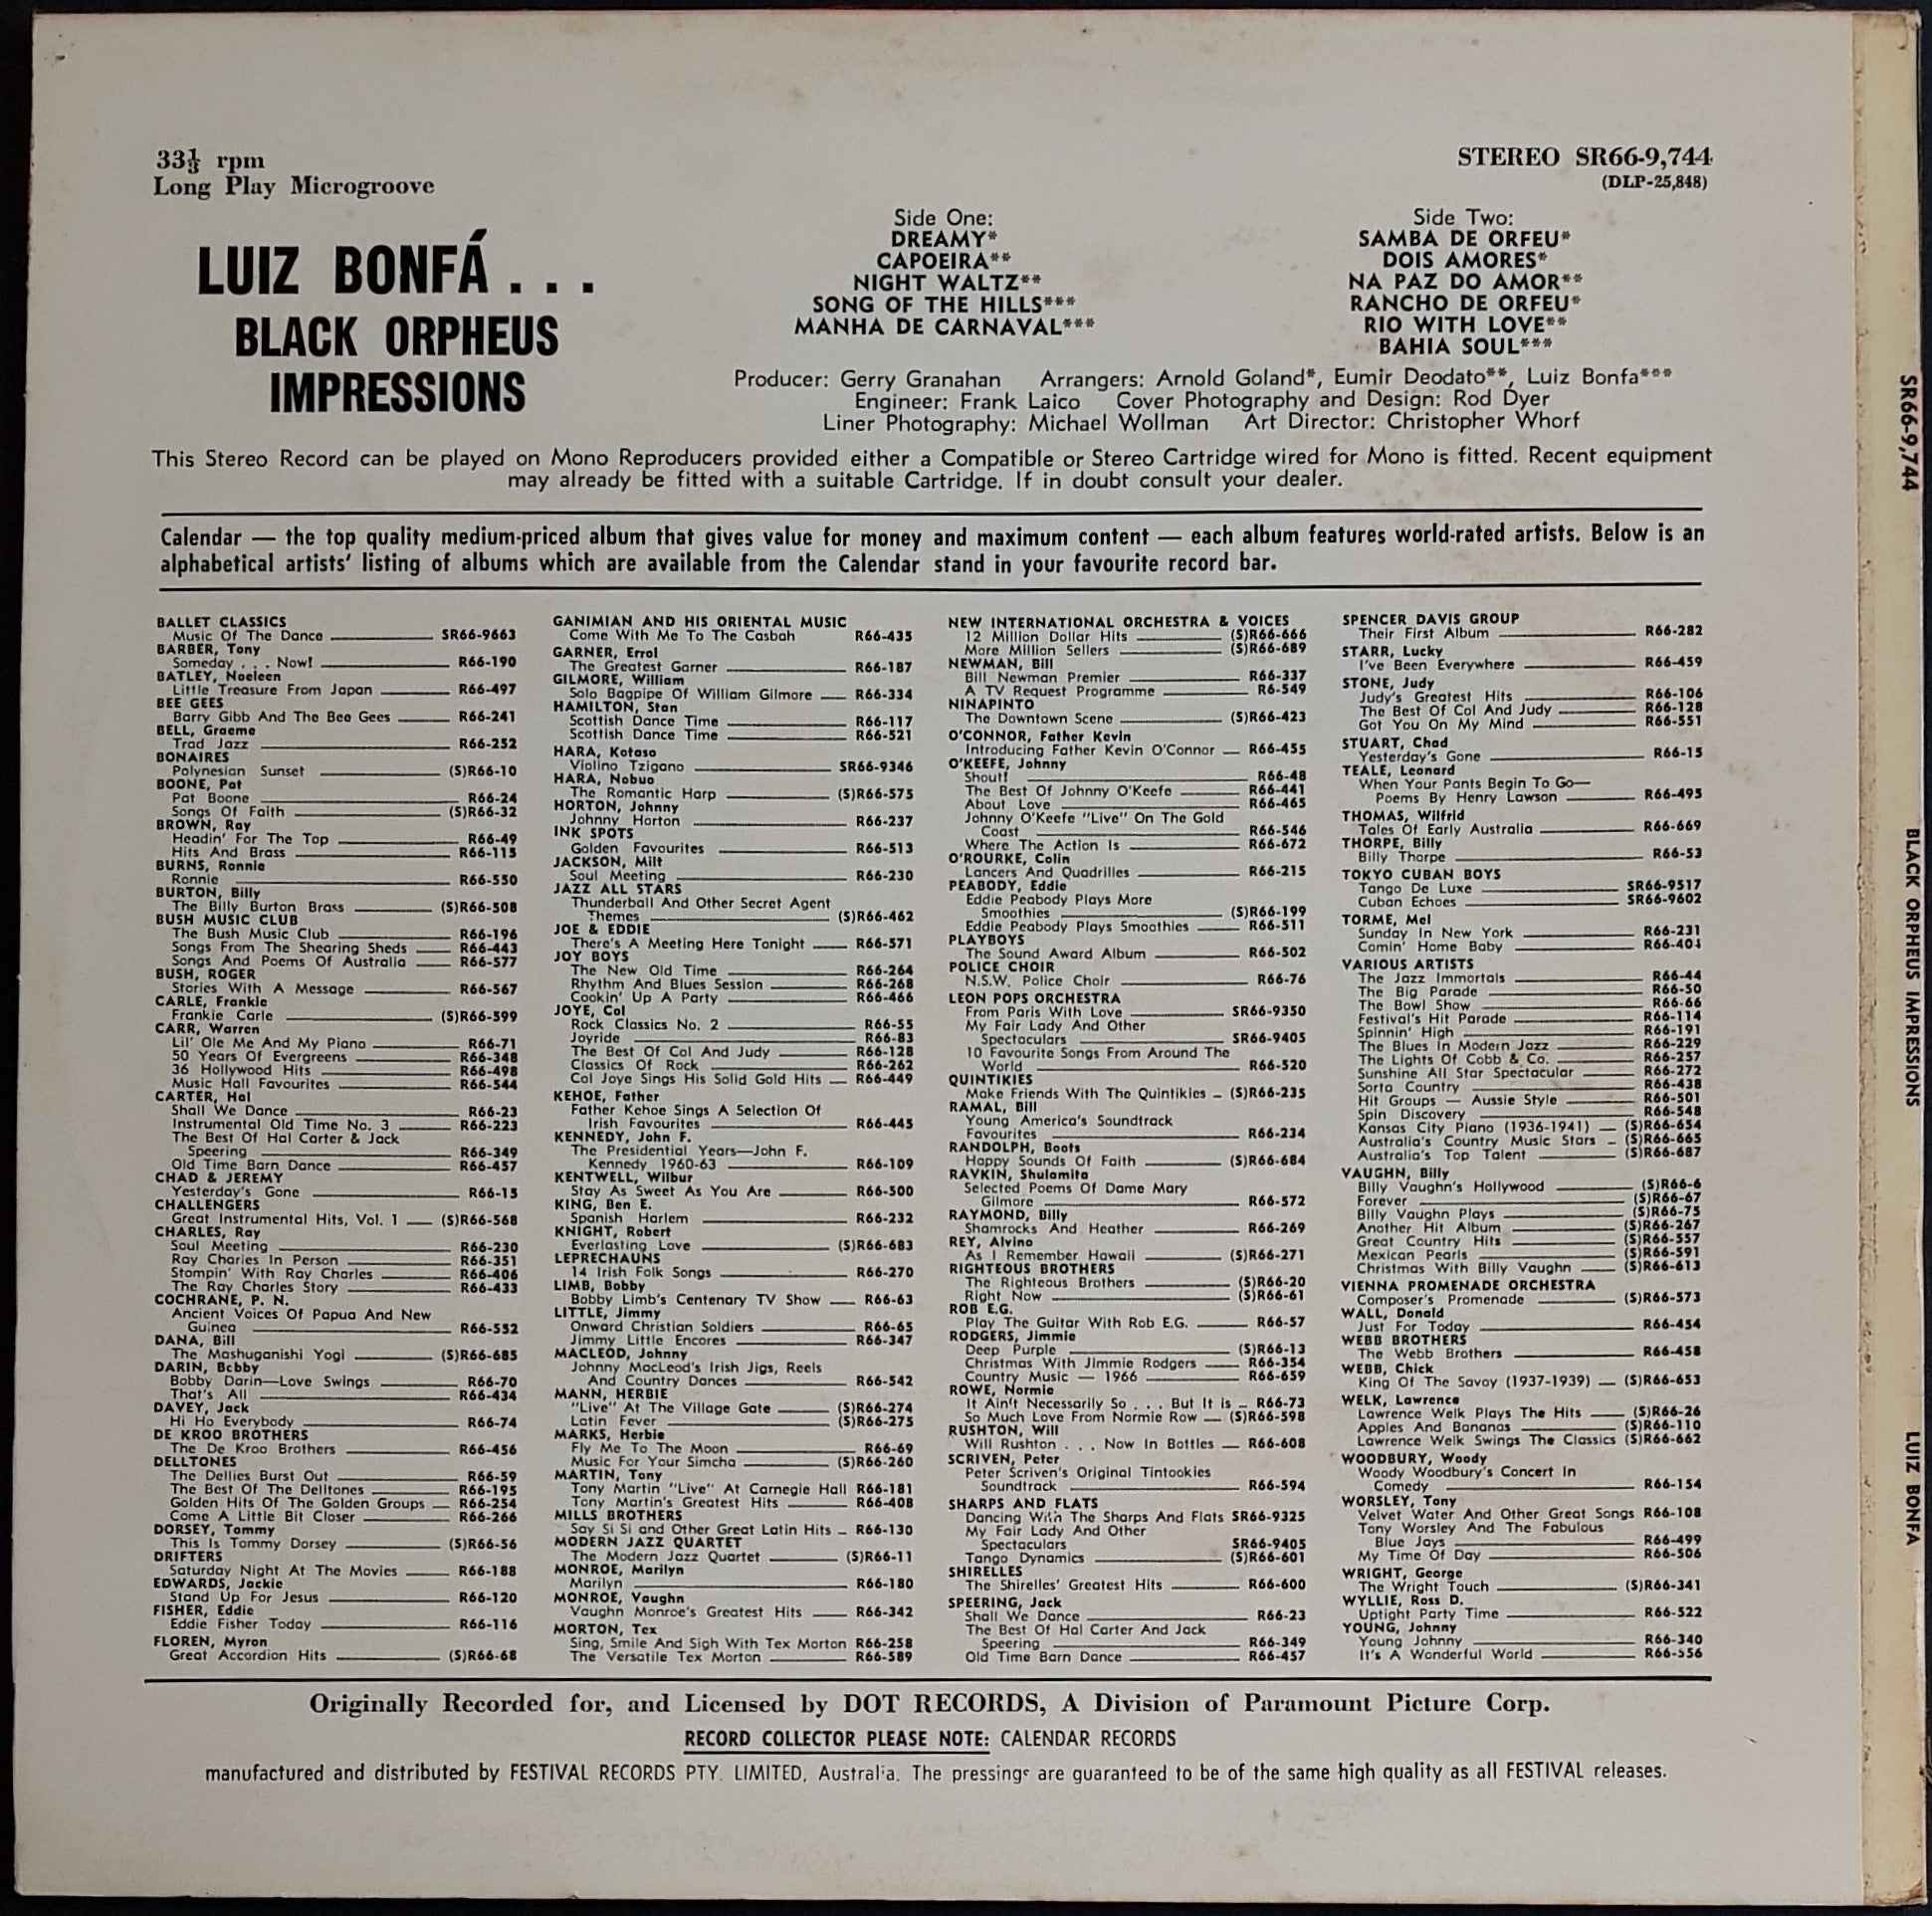 33⅓ rpm
Long Play Microgroove
STEREO SR66-9,744
(DLP-25,848)
LUIZ BONFÁ . . .
BLACK ORPHEUS
IMPRESSIONS
Side One:
DREAMY*
CAPOEIRA**
NIGHT WALTZ**
SONG OF THE HILLS***
MANHA DE CARNAVAL***
Side Two:
SAMBA DE ORFEU*
DOIS AMORES*
NA PAZ DO AMOR**
RANCHO DE ORFEU*
RIO WITH LOVE**
BAHIA SOUL***
Producer: Gerry Granahan Arrangers: Arnold Goland*, Eumir Deodato**, Luiz Bonfa***
Engineer: Frank Laico Cover Photography and Design: Rod Dyer
Liner Photography: Michael Wollman Art Director: Christopher Whorf
This Stereo Record can be played on Mono Reproducers provided either a Compatible or Stereo Cartridge wired for Mono is fitted. Recent equipment
may already be fitted with a suitable Cartridge. If in doubt consult your dealer.
Calendar — the top quality medium-priced album that gives value for money and maximum content — each album features world-rated artists. Below is an
alphabetical artists' listing of albums which are available from the Calendar stand in your favourite record bar.
BALLET CLASSICS
Music Of The Dance SR66-9663
BARBER, Tony
Someday . . . Now! R66-190
BATLEY, Noeleen
Little Treasure From Japan R66-497
BEE GEES
Barry Gibb And The Bee Gees R66-241
BELL, Graeme
Trad Jazz R66-252
BONAIRES
Polynesian Sunset (S)R66-10
BOONE, Pat
Pat Boone R66-24
Songs Of Faith (S)R66-32
BROWN, Ray
Headin' For The Top R66-49
Hits And Brass R66-115
BURNS, Ronnie
Ronnie R66-550
BURTON, Billy
The Billy Burton Brass (S)R66-508
BUSH MUSIC CLUB
The Bush Music Club R66-196
Songs From The Shearing Sheds R66-443
Songs And Poems Of Australia R66-577
BUSH, ROGER
Stories With A Message R66-567
CARLE, Frankie
Frankie Carle (S)R66-599
CARR, Warren
Lil' Ole Me And My Piano R66-71
50 Years Of Evergreens R66-348
36 Hollywood Hits R66-498
Music Hall Favourites R66-544
CARTER, Hal
Shall We Dance R66-23
Instrumental Old Time No. 3 R66-223
The Best Of Hal Carter & Jack
Speering R66-349
Old Time Barn Dance R66-457
CHAD & JEREMY
Yesterday's Gone R66-15
CHALLENGERS
Great Instrumental Hits, Vol. 1 (S)R66-568
CHARLES, Ray
Soul Meeting R66-230
Ray Charles In Person R66-351
Stompin' With Ray Charles R66-406
The Ray Charles Story R66-433
COCHRANE, P. N.
Ancient Voices Of Papua And New
Guinea R66-552
DANA, Bill
The Mashuganishi Yogi (S)R66-685
DARIN, Bobby
Bobby Darin—Love Swings R66-70
That's All R66-434
DAVEY, Jack
Hi Ho Everybody R66-74
DE KROO BROTHERS
The De Kroo Brothers R66-456
DELLTONES
The Dellies Burst Out R66-59
The Best Of The Delltones R66-195
Golden Hits Of The Golden Groups R66-254
Come A Little Bit Closer R66-266
DORSEY, Tommy
This Is Tommy Dorsey (S)R66-56
DRIFTERS
Saturday Night At The Movies R66-188
EDWARDS, Jackie
Stand Up For Jesus R66-120
FISHER, Eddie
Eddie Fisher Today R66-116
FLOREN, Myron
Great Accordion Hits (S)R66-68
GANIMIAN AND HIS ORIENTAL MUSIC
Come With Me To The Casbah R66-435
GARNER, Errol
The Greatest Garner R66-187
GILMORE, William
Solo Bagpipe Of William Gilmore R66-334
HAMILTON, Stan
Scottish Dance Time R66-117
Scottish Dance Time R66-521
HARA, Kotaso
Violino Tzigano SR66-9346
HARA, Nobuo
The Romantic Harp (S)R66-575
HORTON, Johnny
Johnny Horton R66-237
INK SPOTS
Golden Favourites R66-513
JACKSON, Milt
Soul Meeting R66-230
JAZZ ALL STARS
Thunderball And Other Secret Agent
Themes (S)R66-462
JOE & EDDIE
There's A Meeting Here Tonight R66-571
JOY BOYS
The New Old Time R66-264
Rhythm And Blues Session R66-268
Cookin' Up A Party R66-466
JOYE, Col
Rock Classics No. 2 R66-55
Joyride R66-83
The Best Of Col And Judy R66-128
Classics Of Rock R66-262
Col Joye Sings His Solid Gold Hits R66-449
KEHOE, Father
Father Kehoe Sings A Selection Of
Irish Favourites R66-445
KENNEDY, John F.
The Presidential Years—John F.
Kennedy 1960-63 R66-109
KENTWELL, Wilbur
Stay As Sweet As You Are R66-500
KING, Ben E.
Spanish Harlem R66-232
KNIGHT, Robert
Everlasting Love (S)R66-683
LEPRECHAUNS
14 Irish Folk Songs R66-270
LIMB, Bobby
Bobby Limb's Centenary TV Show R66-63
LITTLE, Jimmy
Onward Christian Soldiers R66-65
Jimmy Little Encores R66-347
MACLEOD, Johnny
Johnny MacLeod's Irish Jigs, Reels
And Country Dances R66-542
MANN, HERBIE
"Live" At The Village Gate (S)R66-274
Latin Fever (S)R66-275
MARKS, Herbie
Fly Me To The Moon R66-69
Music For Your Simcha (S)R66-260
MARTIN, Tony
Tony Martin "Live" At Carnegie Hall R66-181
Tony Martin's Greatest Hits R66-408
MILLS BROTHERS
Say Si Si and Other Great Latin Hits R66-130
MODERN JAZZ QUARTET
The Modern Jazz Quartet (S)R66-11
MONROE, Marilyn
Marilyn R66-180
MONROE, Vaughn
Vaughn Monroe's Greatest Hits R66-342
MORTON, Tex
Sing, Smile And Sigh With Tex Morton R66-258
The Versatile Tex Morton R66-589
NEW INTERNATIONAL ORCHESTRA & VOICES
12 Million Dollar Hits (S)R66-666
More Million Sellers (S)R66-689
NEWMAN, Bill
Bill Newman Premier R66-337
A TV Request Programme R6-549
NINAPINTO
The Downtown Scene (S)R66-423
O'CONNOR, Father Kevin
Introducing Father Kevin O'Connor R66-455
O'KEEFE, Johnny
Shout! R66-48
The Best Of Johnny O'Keefe R66-441
About Love R66-465
Johnny O'Keefe "Live" On The Gold
Coast R66-546
Where The Action Is R66-672
O'ROURKE, Colin
Lancers And Quadrilles R66-215
PEABODY, Eddie
Eddie Peabody Plays More
Smoothies (S)R66-199
Eddie Peabody Plays Smoothies R66-511
PLAYBOYS
The Sound Award Album R66-502
POLICE CHOIR
N.S.W. Police Choir R66-76
LEON POPS ORCHESTRA
From Paris With Love SR66-9350
My Fair Lady And Other
Spectaculars SR66-9405
10 Favourite Songs From Around The
World R66-520
QUINTIKIES
Make Friends With The Quintikies (S)R66-235
RAMAL, Bill
Young America's Soundtrack
Favourites R66-234
RANDOLPH, Boots
Happy Sounds Of Faith (S)R66-684
RAVKIN, Shulamita
Selected Poems Of Dame Mary
Gilmore R66-572
RAYMOND, Billy
Shamrocks And Heather R66-269
REY, Alvino
As I Remember Hawaii (S)R66-271
RIGHTEOUS BROTHERS
The Righteous Brothers (S)R66-20
Right Now (S)R66-61
ROB E.G.
Play The Guitar With Rob E.G. R66-57
RODGERS, Jimmie
Deep Purple (S)R66-13
Christmas With Jimmie Rodgers R66-354
Country Music — 1966 R66-659
ROWE, Normie
It Ain't Necessarily So . . . But It is R66-73
So Much Love From Normie Row (S)R66-598
RUSHTON, Will
Will Rushton . . . Now In Bottles R66-608
SCRIVEN, Peter
Peter Scriven's Original Tintookies
Soundtrack R66-594
SHARPS AND FLATS
Dancing With The Sharps And Flats SR66-9325
My Fair Lady And Other
Spectaculars SR66-9405
Tango Dynamics (S)R66-601
SHIRELLES
The Shirelles' Greatest Hits R66-600
SPEERING, Jack
Shall We Dance R66-23
The Best Of Hal Carter And Jack
Speering R66-349
Old Time Barn Dance R66-457
SPENCER DAVIS GROUP
Their First Album R66-282
STARR, Lucky
I've Been Everywhere R66-459
STONE, Judy
Judy's Greatest Hits R66-106
The Best Of Col And Judy R66-128
Got You On My Mind R66-551
STUART, Chad
Yesterday's Gone R66-15
TEALE, Leonard
When Your Pants Begin To Go—
Poems By Henry Lawson R66-495
THOMAS, Wilfrid
Tales Of Early Australia R66-669
THORPE, Billy
Billy Thorpe R66-53
TOKYO CUBAN BOYS
Tango De Luxe SR66-9517
Cuban Echoes SR66-9602
TORME, Mel
Sunday In New York R66-231
Comin' Home Baby R66-404
VARIOUS ARTISTS
The Jazz Immortals R66-44
The Big Parade R66-50
The Bowl Show R66-66
Festival's Hit Parade R66-114
Spinnin' High R66-191
The Blues In Modern Jazz R66-229
The Lights Of Cobb & Co. R66-257
Sunshine All Star Spectacular R66-272
Sorta Country R66-438
Hit Groups — Aussie Style R66-501
Spin Discovery R66-548
Kansas City Piano (1936-1941) (S)R66-654
Australia's Country Music Stars (S)R66-665
Australia's Top Talent (S)R66-687
VAUGHN, Billy
Billy Vaughn's Hollywood (S)R66-6
Forever (S)R66-67
Billy Vaughn Plays (S)R66-75
Another Hit Album (S)R66-267
Great Country Hits (S)R66-557
Mexican Pearls (S)R66-591
Christmas With Billy Vaughn (S)R66-613
VIENNA PROMENADE ORCHESTRA
Composer's Promenade (S)R66-573
WALL, Donald
Just For Today R66-454
WEBB BROTHERS
The Webb Brothers R66-458
WEBB, Chick
King Of The Savoy (1937-1939) (S)R66-653
WELK, Lawrence
Lawrence Welk Plays The Hits (S)R66-26
Apples And Bananas (S)R66-110
Lawrence Welk Swings The Classics (S)R66-662
WOODBURY, Woody
Woody Woodbury's Concert In
Comedy R66-154
WORSLEY, Tony
Velvet Water And Other Great Songs R66-108
Tony Worsley And The Fabulous
Blue Jays R66-499
My Time Of Day R66-506
WRIGHT, George
The Wright Touch (S)R66-341
WYLLIE, Ross D.
Uptight Party Time R66-522
YOUNG, Johnny
Young Johnny R66-340
It's A Wonderful World R66-556
Originally Recorded for, and Licensed by DOT RECORDS, A Division of Paramount Picture Corp.
RECORD COLLECTOR PLEASE NOTE: CALENDAR RECORDS
manufactured and distributed by FESTIVAL RECORDS PTY. LIMITED, Australia. The pressings are guaranteed to be of the same high quality as all FESTIVAL releases.
SR66-9,744
BLACK ORPHEUS IMPRESSIONS
LUIZ BONFA